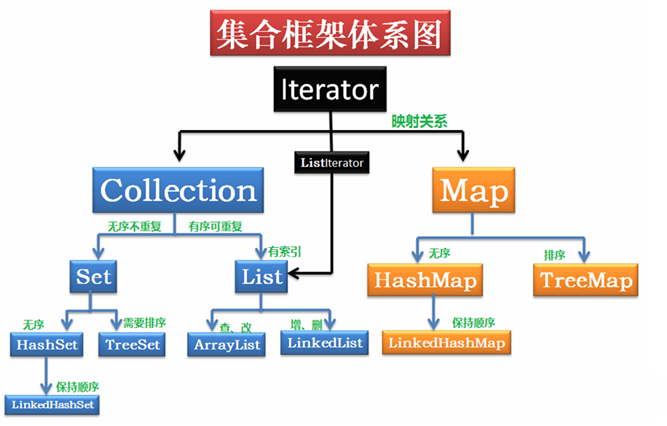 集合框架体系图
Iterator
映射关系
ListIterator
Collection
Map
无序不重复
有序可重复
有索引
无序
排序
Set
List
HashMap
TreeMap
无序
需要排序
查、改
增、删
保持顺序
HashSet
TreeSet
ArrayList
LinkedList
LinkedHashMap
保持顺序
LinkedHashSet